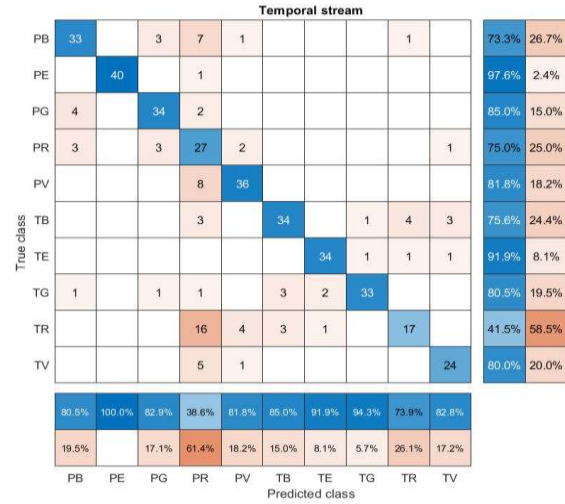 Temporal stream
PB 33 3 7 1 1 73.3% 26.7%
PE 40 1 97.6% 2.4%
PG 4 34 2 85.0% 15.0%
PR 3 3 27 2 1 75.0% 25.0%
PV 8 36 81.8% 18.2%
TB 3 34 1 4 3 75.6% 24.4%
TE 34 1 1 1 91.9% 8.1%
TG 1 1 1 3 2 33 80.5% 19.5%
TR 16 4 3 1 17 41.5% 58.5%
TV 5 1 24 80.0% 20.0%
True class
80.5% 100.0% 82.9% 38.6% 81.8% 85.0% 91.9% 94.3% 73.9% 82.8%
19.5% 17.1% 61.4% 18.2% 15.0% 8.1% 5.7% 26.1% 17.2%
PB PE PG PR PV TB TE TG TR TV
Predicted class